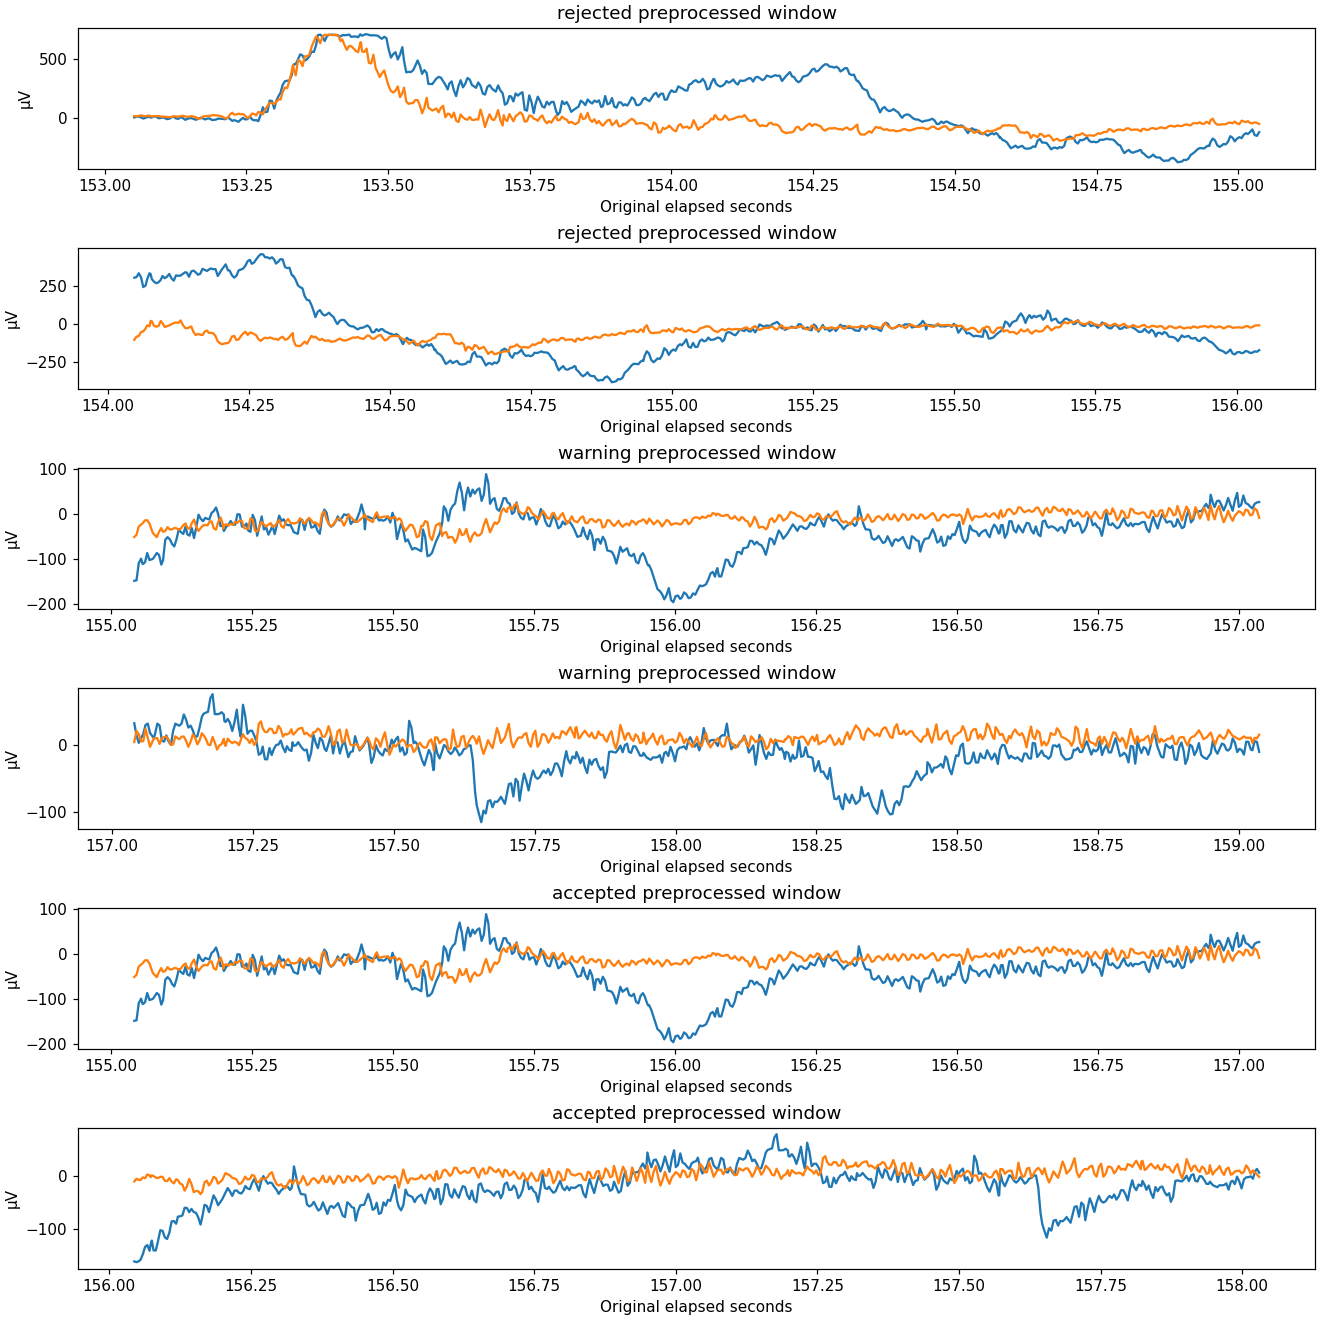 rejected preprocessed window
500
0
µV
153.00 153.25 153.50 153.75 154.00 154.25 154.50 154.75 155.00
Original elapsed seconds
rejected preprocessed window
250
0
−250
µV
154.00 154.25 154.50 154.75 155.00 155.25 155.50 155.75 156.00
Original elapsed seconds
warning preprocessed window
100
0
−100
−200
µV
155.00 155.25 155.50 155.75 156.00 156.25 156.50 156.75 157.00
Original elapsed seconds
warning preprocessed window
0
−100
µV
157.00 157.25 157.50 157.75 158.00 158.25 158.50 158.75 159.00
Original elapsed seconds
accepted preprocessed window
100
0
−100
−200
µV
155.00 155.25 155.50 155.75 156.00 156.25 156.50 156.75 157.00
Original elapsed seconds
accepted preprocessed window
0
−100
µV
156.00 156.25 156.50 156.75 157.00 157.25 157.50 157.75 158.00
Original elapsed seconds